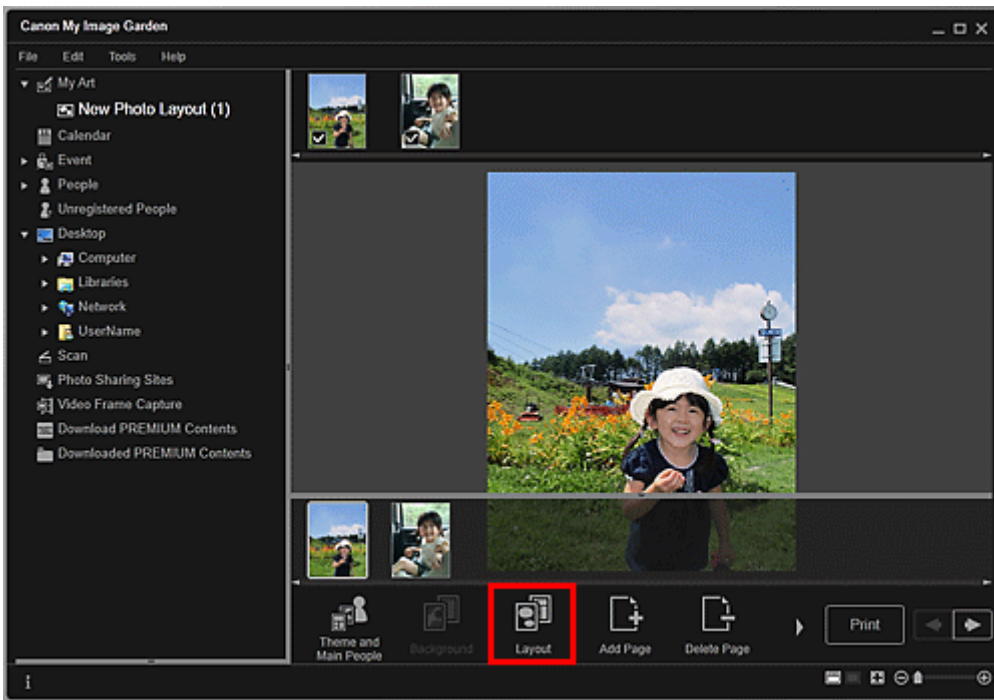 Canon My Image Garden
File Edit Tools Help
My Art
New Photo Layout (1)
Calendar
Event
People
Unregistered People
Desktop
Computer
Libraries
Network
UserName
Scan
Photo Sharing Sites
Video Frame Capture
Download PREMIUM Contents
Downloaded PREMIUM Contents
Theme and
Main People
Background
Layout
Add Page
Delete Page
Print